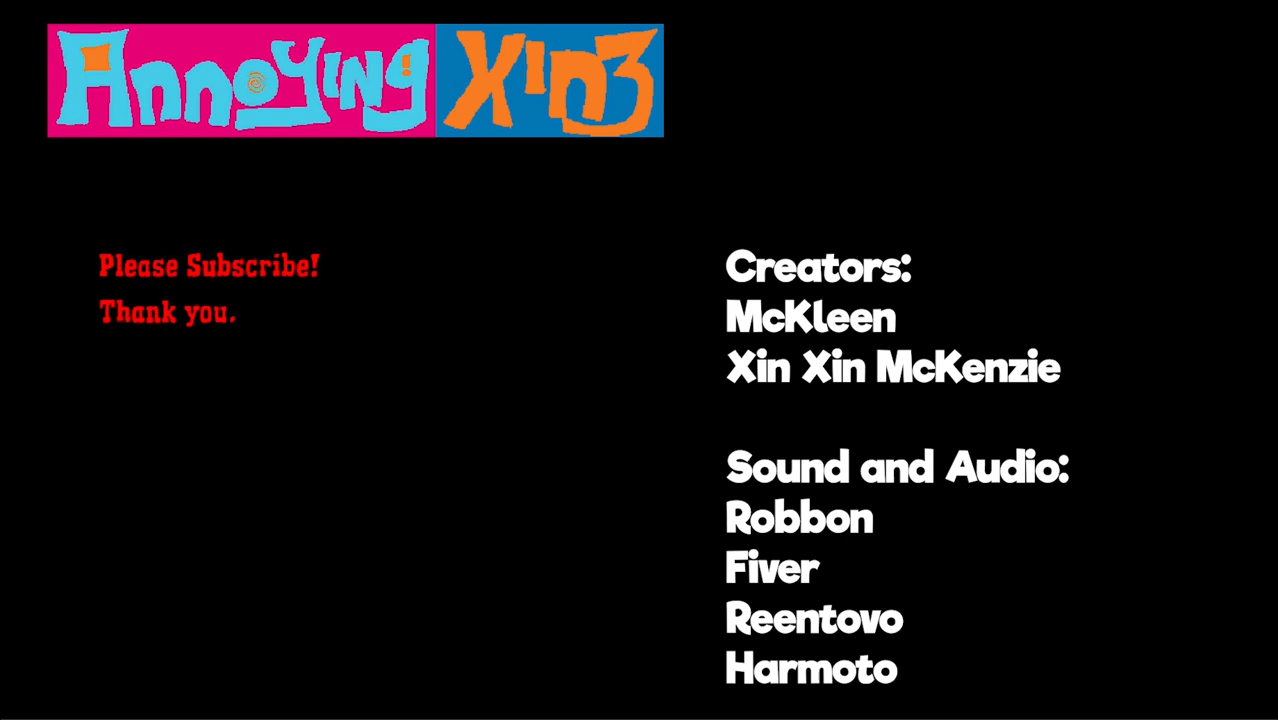 Annoying Xin3
Please Subscribe!
Thank you.
Creators:
McKleen
Xin Xin McKenzie
Sound and Audio:
Robbon
Fiver
Reentovo
Harmoto